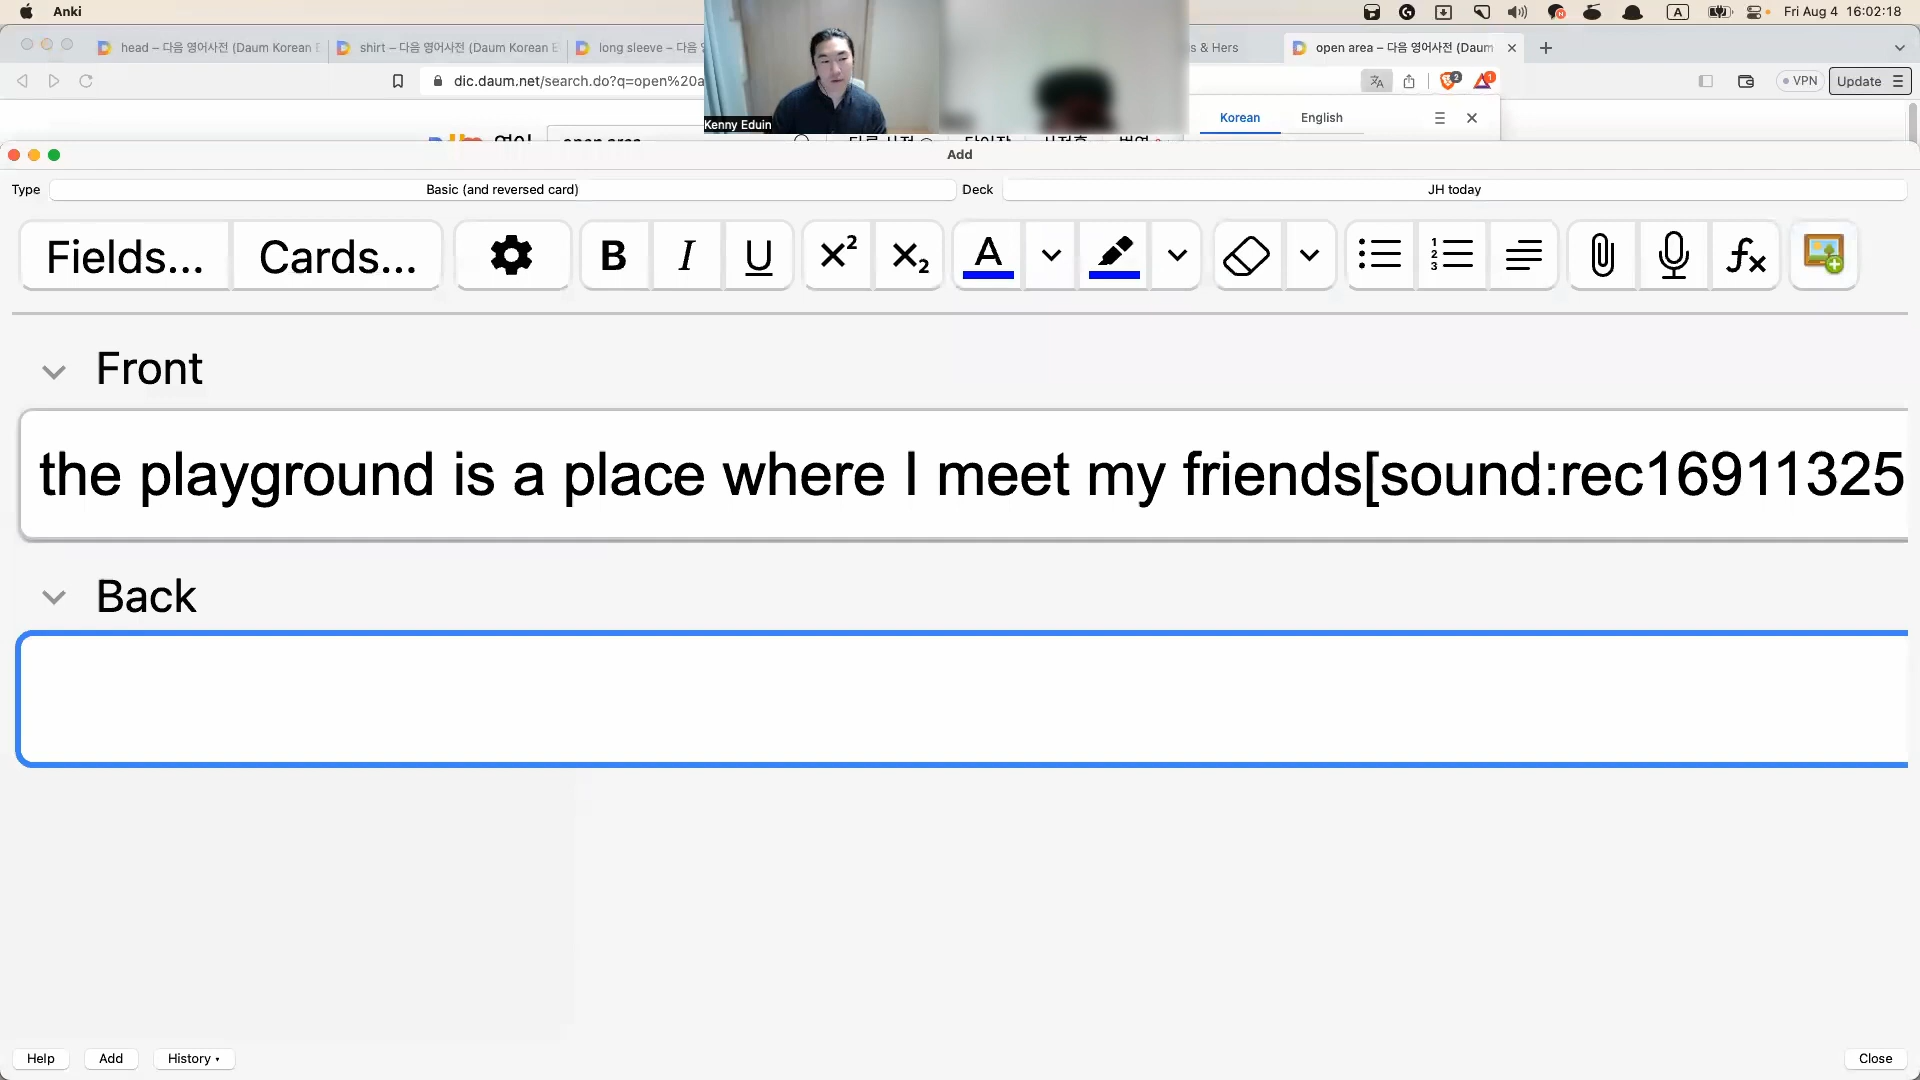 Anki
Fri Aug 4 16:02:18
head – 다음 영어사전 (Daum Korean E
shirt – 다음 영어사전 (Daum Korean E
long sleeve – 다음
s & Hers
open area – 다음 영어사전 (Daum
dic.daum.net/search.do?q=open%20a
VPN
Update
Kenny Eduin
Korean
English
open area
Add
Type
Basic (and reversed card)
Deck
JH today
Fields...
Cards...
B I U
Front
the playground is a place where I meet my friends[sound:rec16911325
Back
Help
Add
History
Close